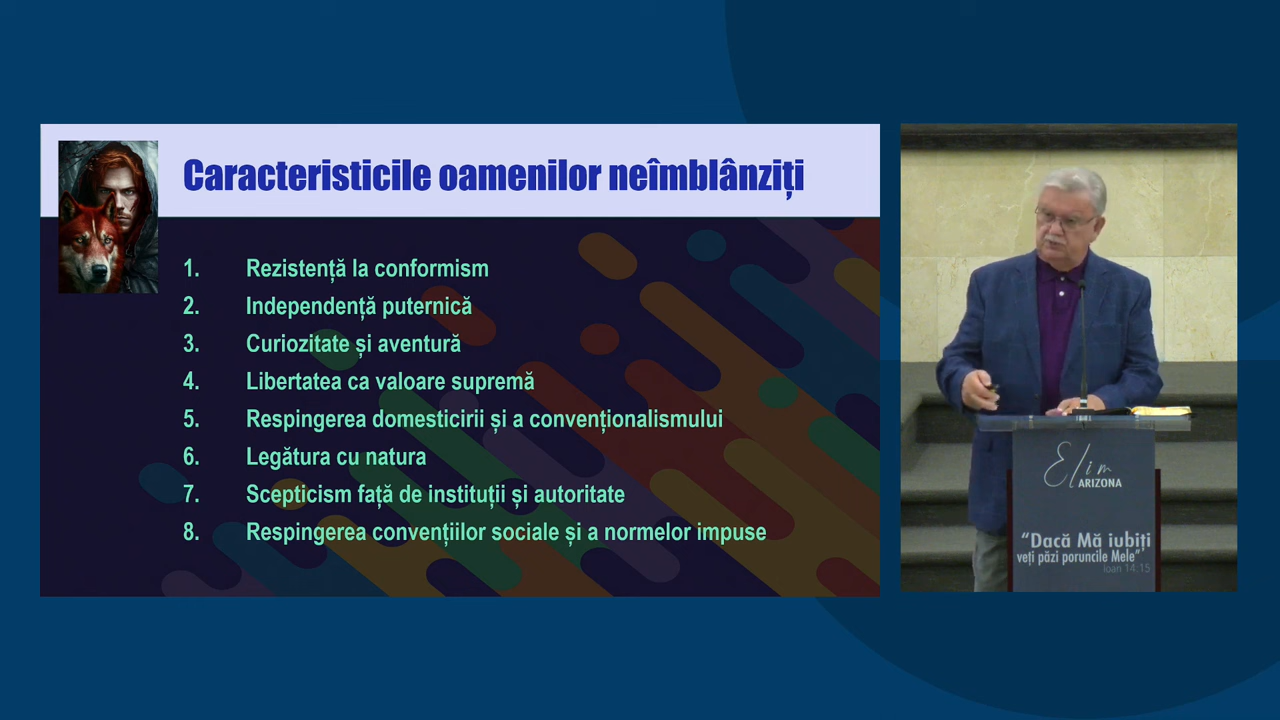 Caracteristicile oamenilor neîmblânziți
1. Rezistență la conformism
2. Independență puternică
3. Curiozitate și aventură
4. Libertatea ca valoare supremă
5. Respingerea domesticirii și a convenționalismului
6. Legătura cu natura
7. Scepticism față de instituții și autoritate
8. Respingerea convențiilor sociale și a normelor impuse
Elim
ARIZONA
“Dacă Mă iubiți
veți păzi poruncile Mele”
Ioan 14:15